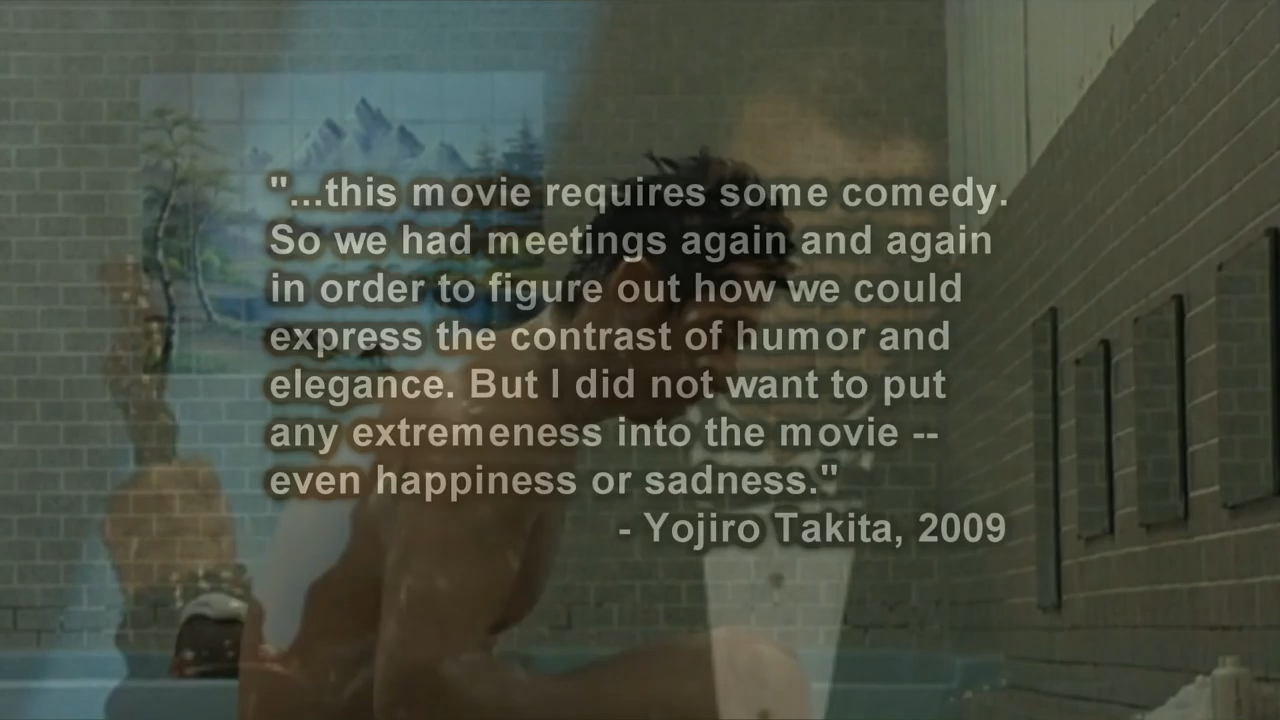 "...this movie requires some comedy.
So we had meetings again and again
in order to figure out how we could
express the contrast of humor and
elegance. But I did not want to put
any extremeness into the movie --
even happiness or sadness."
- Yojiro Takita, 2009